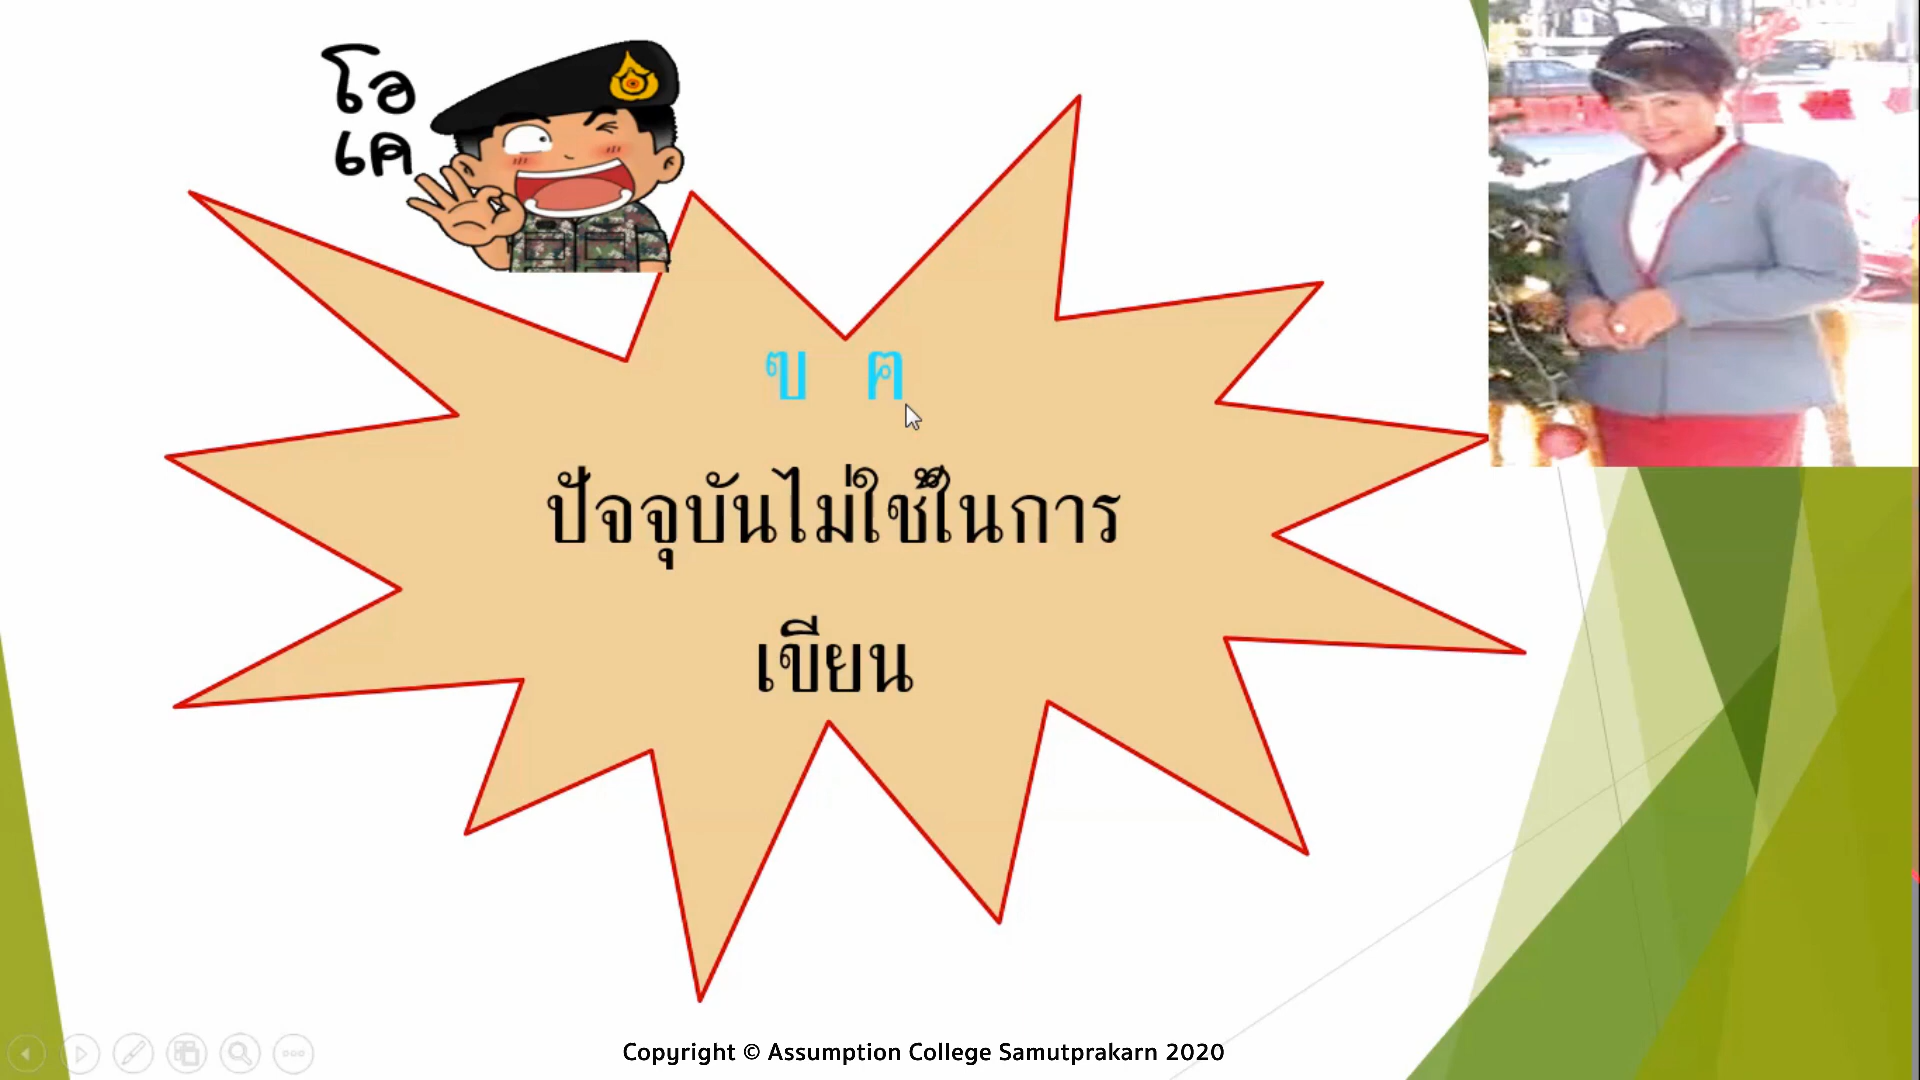 โอ
เค
ฃ ฅ
ปัจจุบันไม่ใช้ในการ
เขียน
Copyright © Assumption College Samutprakarn 2020